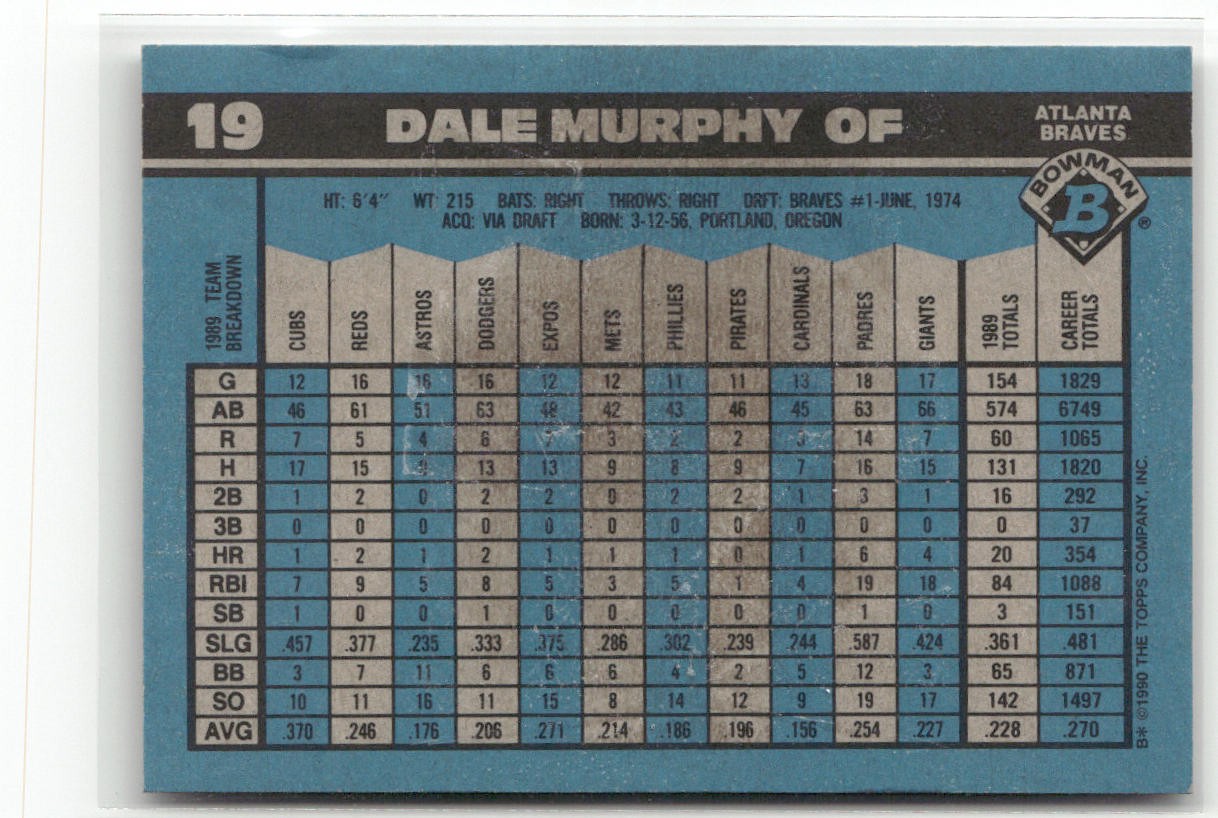 19 DALE MURPHY OF ATLANTA
BRAVES
BOWMAN
B ®
HT: 6'4" WT: 215 BATS: RIGHT THROWS: RIGHT DRFT: BRAVES #1-JUNE, 1974
ACQ: VIA DRAFT BORN: 3-12-56, PORTLAND, OREGON
1989 TEAM BREAKDOWN CUBS REDS ASTROS DODGERS EXPOS METS PHILLIES PIRATES CARDINALS PADRES GIANTS 1989 TOTALS CAREER TOTALS
G 12 16 16 16 12 12 11 11 13 18 17 154 1829
AB 46 61 51 63 48 42 43 46 45 63 66 574 6749
R 7 5 4 6 7 3 2 2 3 14 7 60 1065
H 17 15 9 13 13 9 8 9 7 16 15 131 1820
2B 1 2 0 2 2 0 2 2 1 3 1 16 292
3B 0 0 0 0 0 0 0 0 0 0 0 0 37
HR 1 2 1 2 1 1 1 0 1 6 4 20 354
RBI 7 9 5 8 5 3 5 1 4 19 18 84 1088
SB 1 0 0 1 0 0 0 0 0 1 0 3 151
SLG .457 .377 .235 .333 .375 .286 .302 .239 .244 .587 .424 .361 .481
BB 3 7 11 6 6 6 4 2 5 12 3 65 871
SO 10 11 16 11 15 8 14 12 9 19 17 142 1497
AVG .370 .246 .176 .206 .271 .214 .186 .196 .156 .254 .227 .228 .270
B* ©1990 THE TOPPS COMPANY, INC.